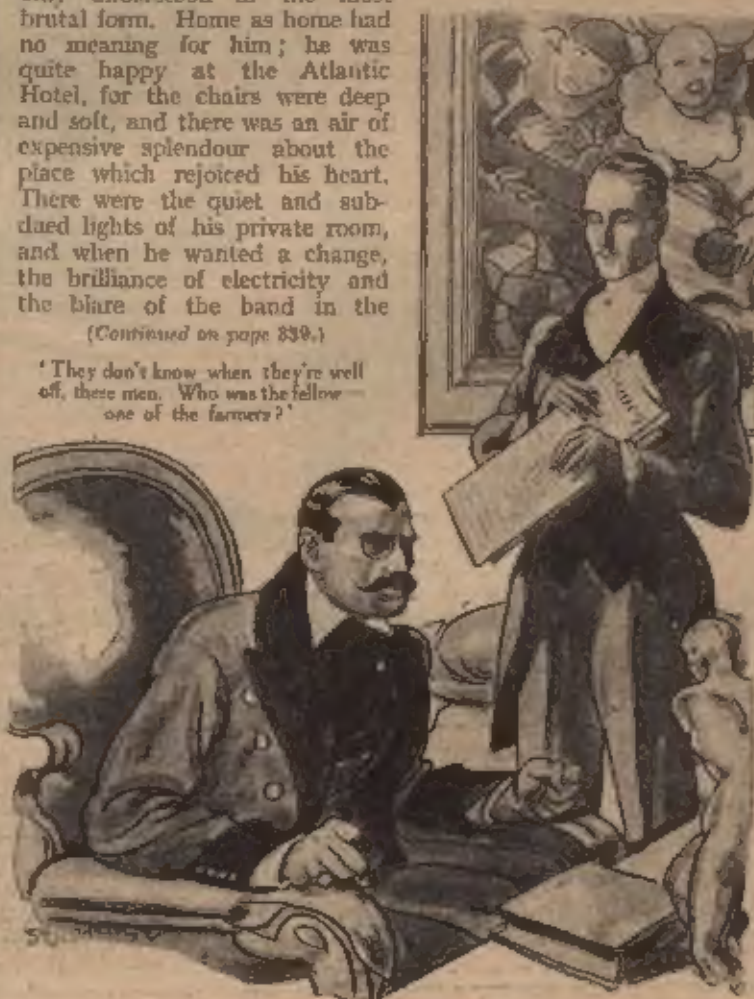 brutal form. Home as home had
no meaning for him; he was
quite happy at the Atlantic
Hotel, for the chairs were deep
and soft, and there was an air of
expensive splendour about the
place which rejoiced his heart.
There were the quiet and sub-
dued lights of his private room,
and when he wanted a change,
the brilliance of electricity and
the blare of the band in the
(Continued on page 839.)
'They don't know when they're well
off, these men. Who was the fellow—
one of the farmers?'